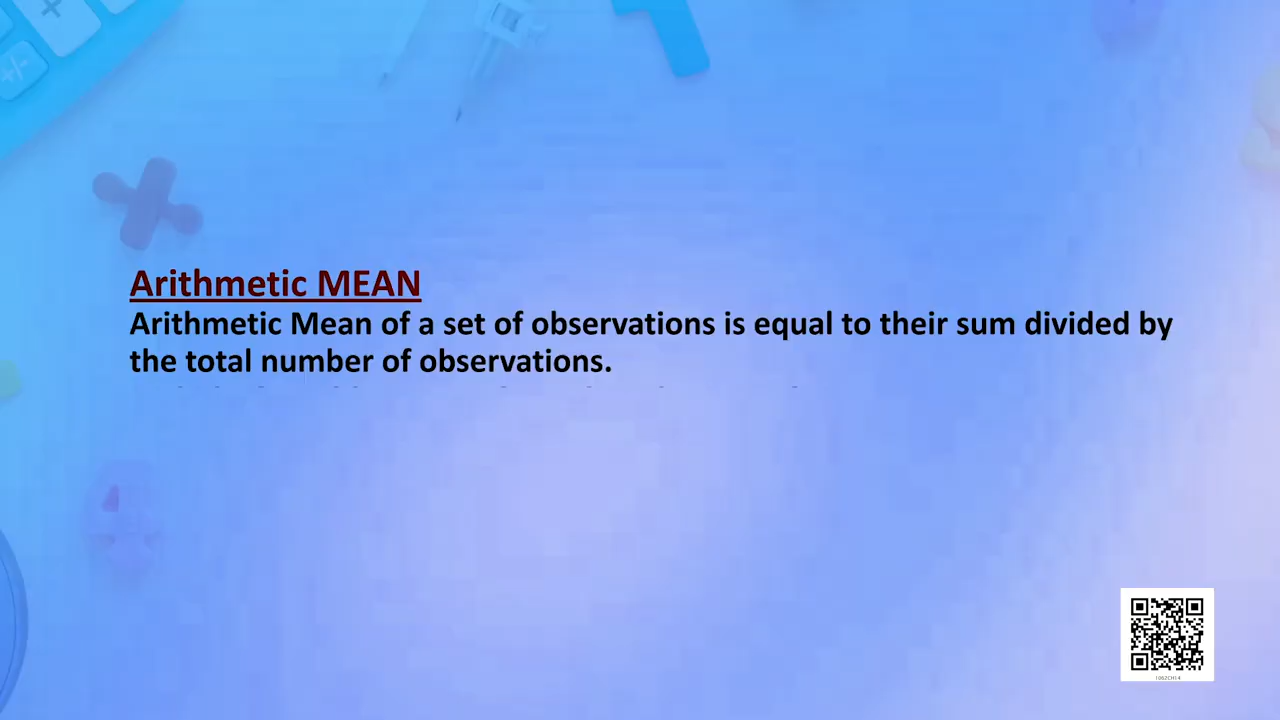 Arithmetic MEAN
Arithmetic Mean of a set of observations is equal to their sum divided by
the total number of observations.
1062CH14